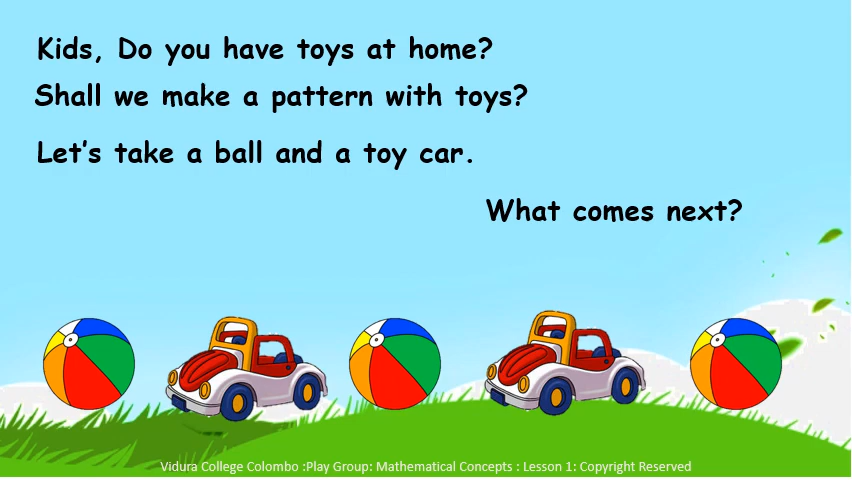 Kids, Do you have toys at home?
Shall we make a pattern with toys?
Let's take a ball and a toy car.
What comes next?
Vidura College Colombo :Play Group: Mathematical Concepts : Lesson 1: Copyright Reserved